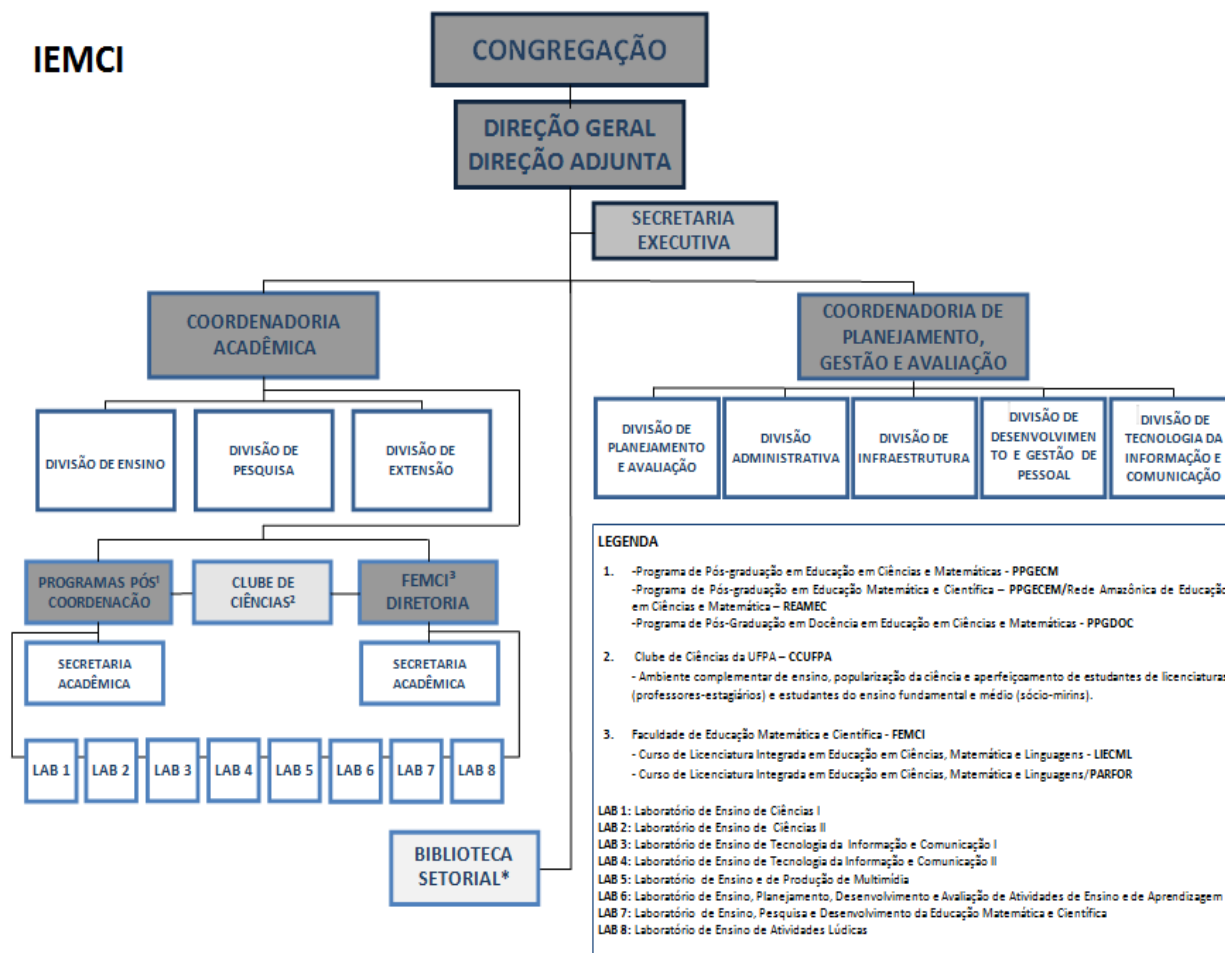 IEMCI
CONGREGAÇÃO
DIREÇÃO GERAL
DIREÇÃO ADJUNTA
SECRETARIA
EXECUTIVA
COORDENADORIA
ACADÊMICA
COORDENADORIA DE
PLANEJAMENTO,
GESTÃO E AVALIAÇÃO
DIVISÃO DE ENSINO
DIVISÃO DE
PESQUISA
DIVISÃO DE
EXTENSÃO
DIVISÃO DE
PLANEJAMENTO
E AVALIAÇÃO
DIVISÃO
ADMINISTRATIVA
DIVISÃO DE
INFRAESTRUTURA
DIVISÃO DE
DESENVOLVIMEN
TO E GESTÃO DE
PESSOAL
DIVISÃO DE
TECNOLOGIA DA
INFORMAÇÃO E
COMUNICAÇÃO
PROGRAMAS PÓS¹
COORDENACÃO
CLUBE DE
CIÊNCIAS²
FEMCI³
DIRETORIA
SECRETARIA
ACADÊMICA
SECRETARIA
ACADÊMICA
LAB 1
LAB 2
LAB 3
LAB 4
LAB 5
LAB 6
LAB 7
LAB 8
BIBLIOTECA
SETORIAL*
LEGENDA
1. -Programa de Pós-graduação em Educação em Ciências e Matemáticas - PPGECM
-Programa de Pós-graduação em Educação Matemática e Científica – PPGECEM/Rede Amazônica de Educação
em Ciências e Matemática – REAMEC
-Programa de Pós-Graduação em Docência em Educação em Ciências e Matemáticas - PPGDOC
2. Clube de Ciências da UFPA – CCUFPA
- Ambiente complementar de ensino, popularização da ciência e aperfeiçoamento de estudantes de licenciaturas
(professores-estagiários) e estudantes do ensino fundamental e médio (sócio-mirins).
3. Faculdade de Educação Matemática e Científica - FEMCI
- Curso de Licenciatura Integrada em Educação em Ciências, Matemática e Linguagens - LIECML
- Curso de Licenciatura Integrada em Educação em Ciências, Matemática e Linguagens/PARFOR
LAB 1: Laboratório de Ensino de Ciências I
LAB 2: Laboratório de Ensino de Ciências II
LAB 3: Laboratório de Ensino de Tecnologia da Informação e Comunicação I
LAB 4: Laboratório de Ensino de Tecnologia da Informação e Comunicação II
LAB 5: Laboratório de Ensino e de Produção de Multimídia
LAB 6: Laboratório de Ensino, Planejamento, Desenvolvimento e Avaliação de Atividades de Ensino e de Aprendizagem
LAB 7: Laboratório de Ensino, Pesquisa e Desenvolvimento da Educação Matemática e Científica
LAB 8: Laboratório de Ensino de Atividades Lúdicas